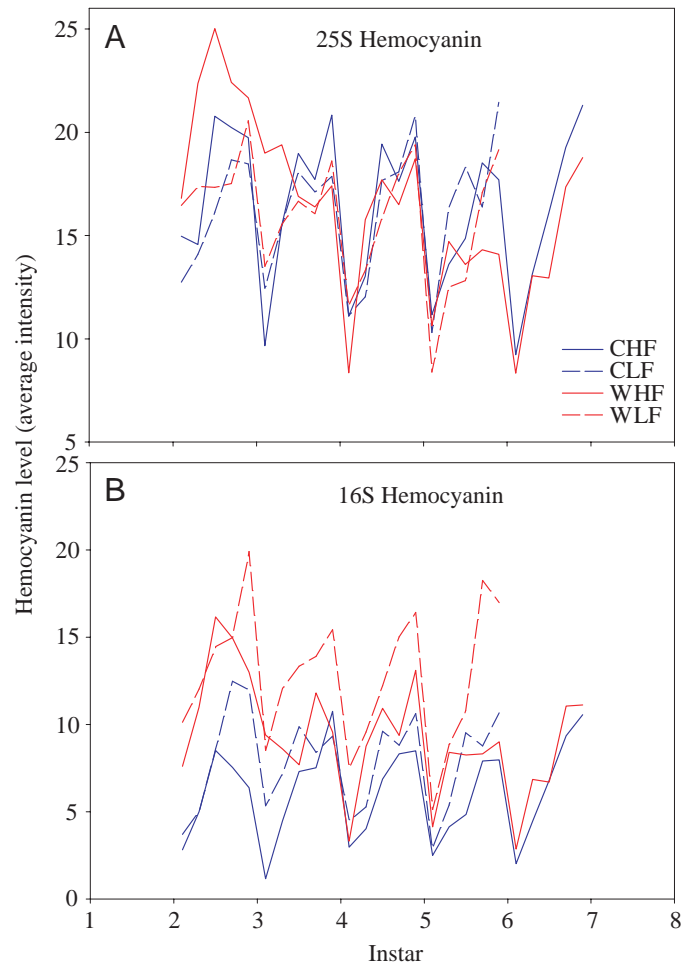 A
25S Hemocyanin
25
20
15
10
5
CHF
CLF
WHF
WLF
Hemocyanin level (average intensity)
B
16S Hemocyanin
25
20
15
10
5
0
1 2 3 4 5 6 7 8
Instar